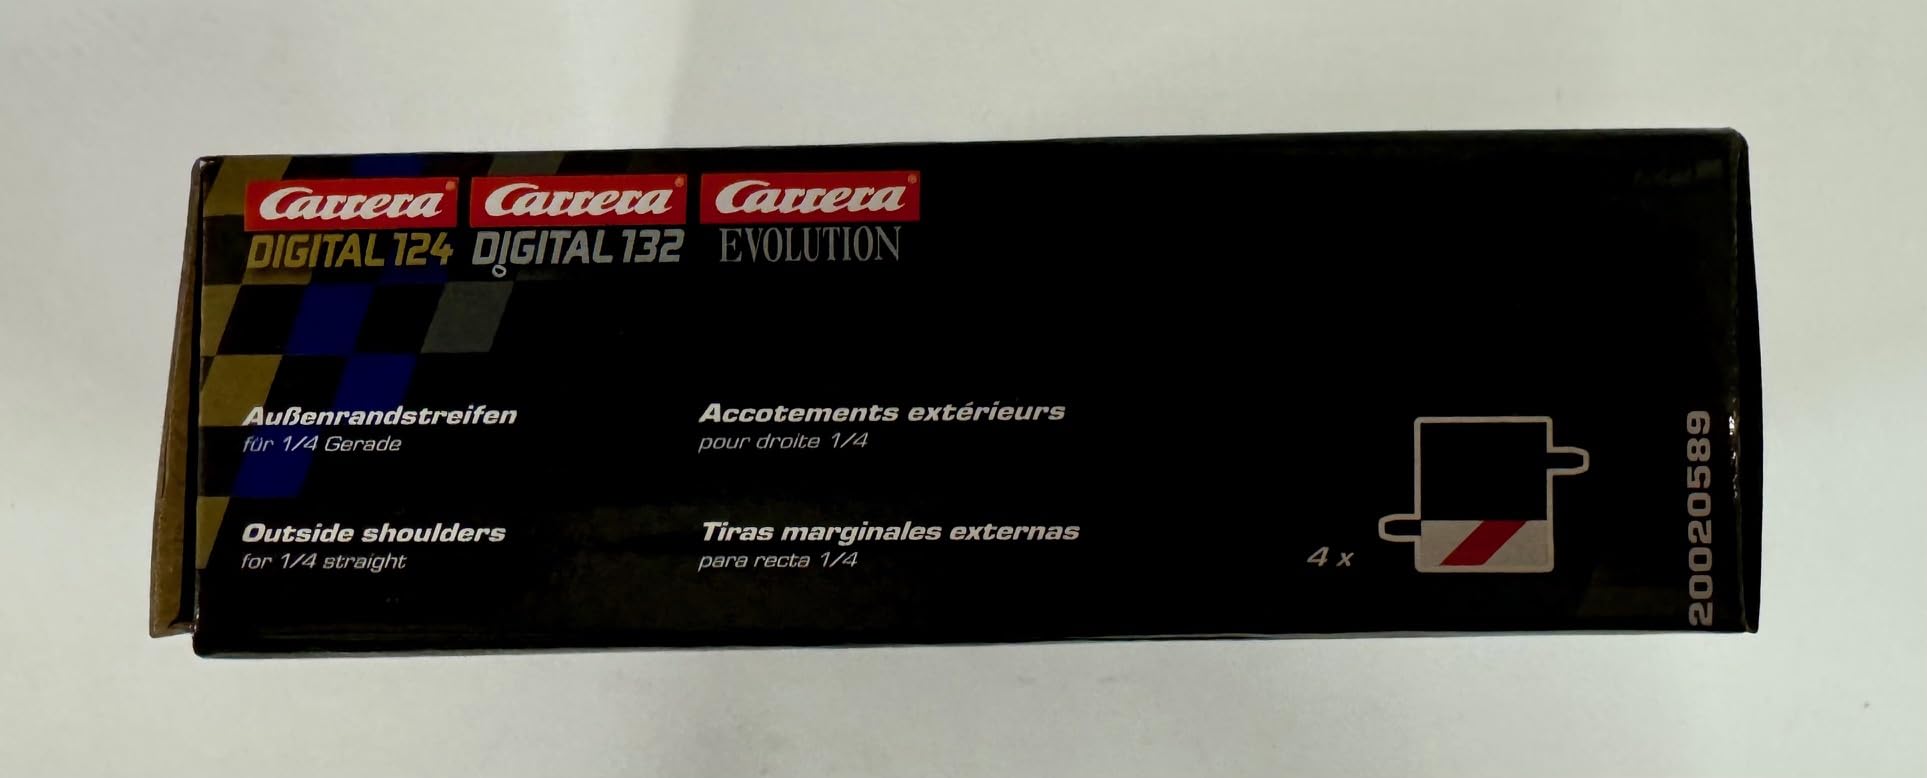 Carrera® Carrera® Carrera®
DIGITAL 124 DIGITAL 132 EVOLUTION
Außenrandstreifen
für 1/4 Gerade
Accotements extérieurs
pour droite 1/4
Outside shoulders
for 1/4 straight
Tiras marginales externas
para recta 1/4
4 x
20020589